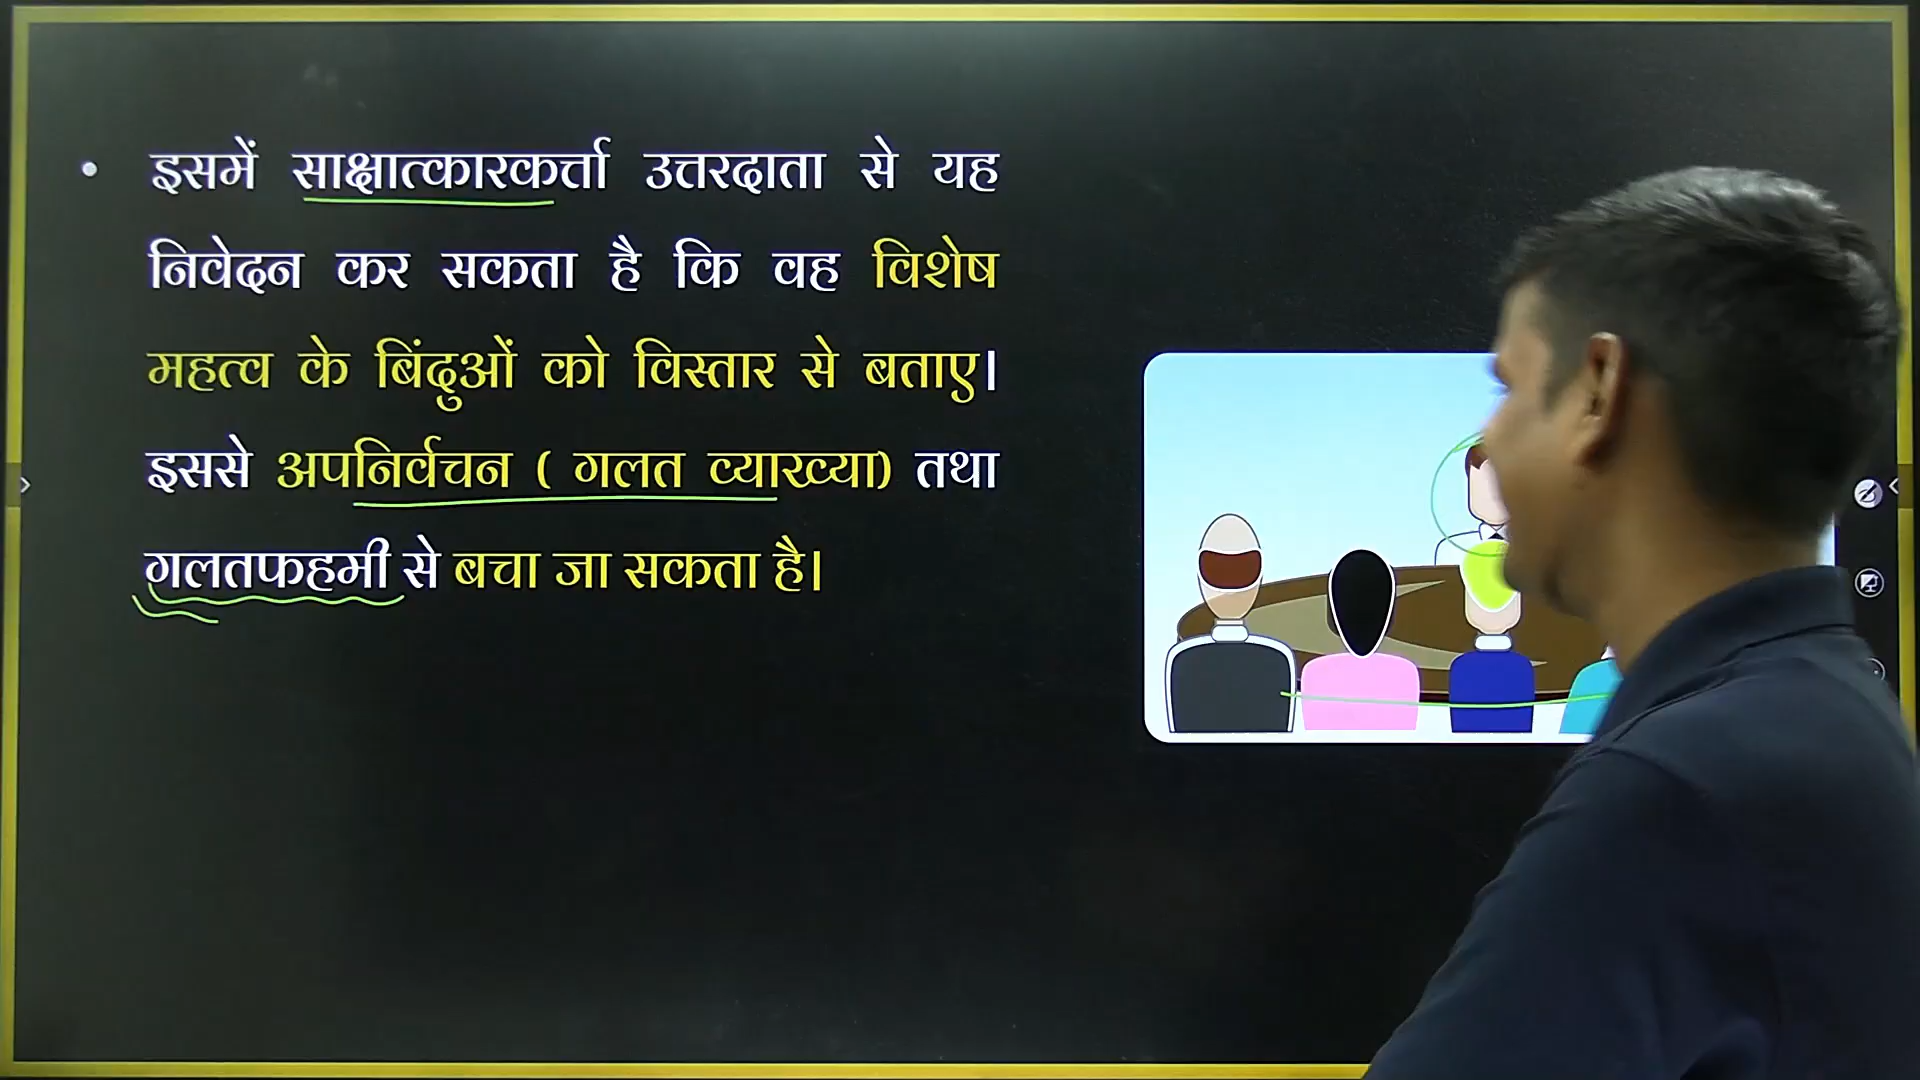 • इसमें साक्षात्कारकर्त्ता उत्तरदाता से यह
निवेदन कर सकता है कि वह विशेष
महत्व के बिंदुओं को विस्तार से बताए।
इससे अपनिर्वचन ( गलत व्याख्या) तथा
गलतफहमी से बचा जा सकता है।